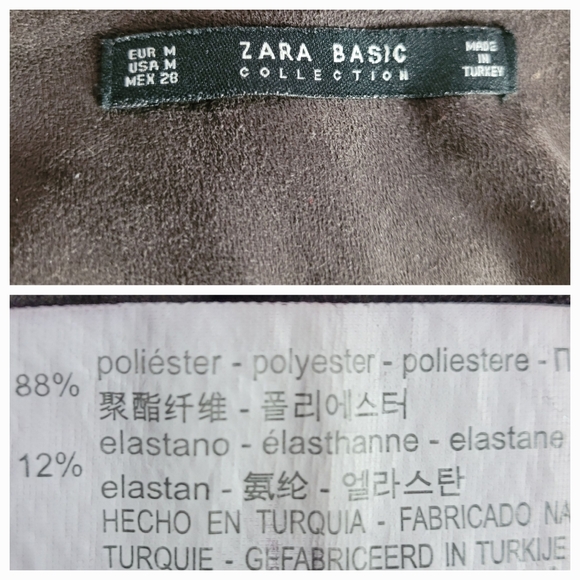 EUR M
USA M
MEX 28
ZARA BASIC
COLLECTION
MADE
IN
TURKEY
88%
poliéster - polyester - poliestere - П
聚酯纤维 - 폴리에스터
12%
elastano - élasthanne - elastane
elastan - 氨纶 - 엘라스탄
HECHO EN TURQUIA - FABRICADO NA
TURQUIE - GEFABRICEERD IN TURKIJE